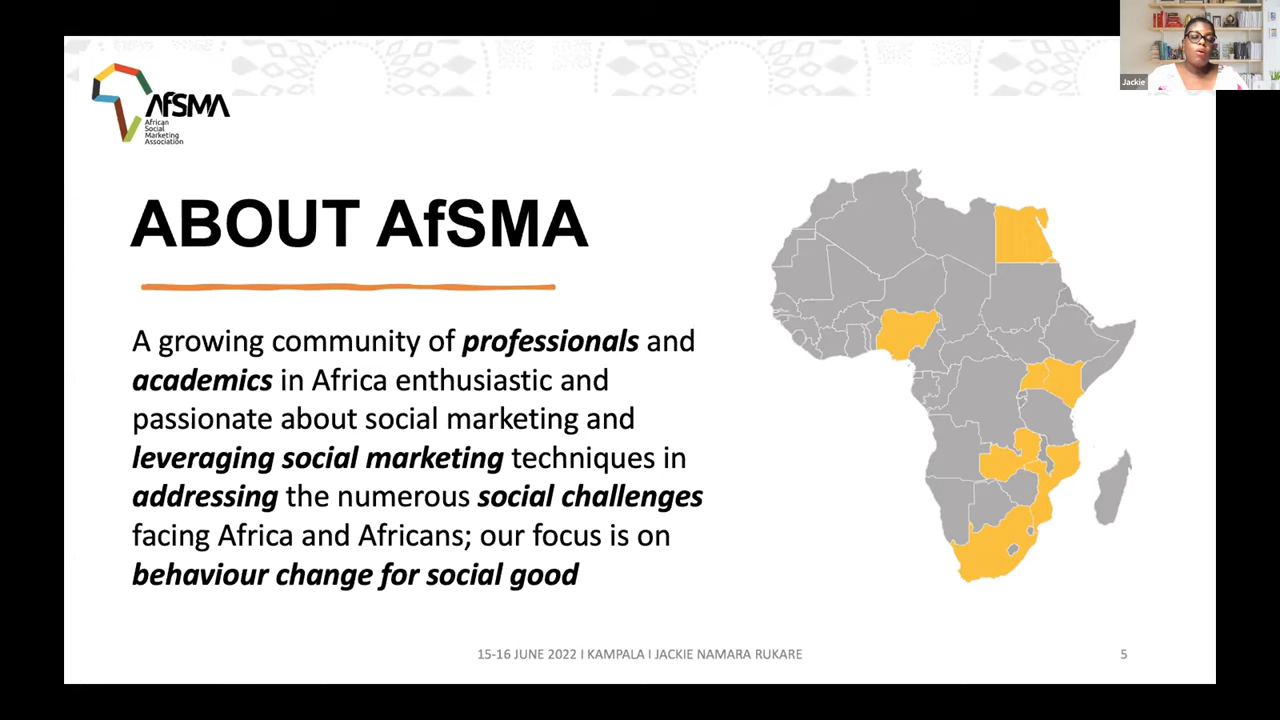 AfSMA
African
Social
Marketing
Association
Jackie
ABOUT AfSMA
A growing community of professionals and
academics in Africa enthusiastic and
passionate about social marketing and
leveraging social marketing techniques in
addressing the numerous social challenges
facing Africa and Africans; our focus is on
behaviour change for social good
15-16 JUNE 2022 I KAMPALA I JACKIE NAMARA RUKARE
5